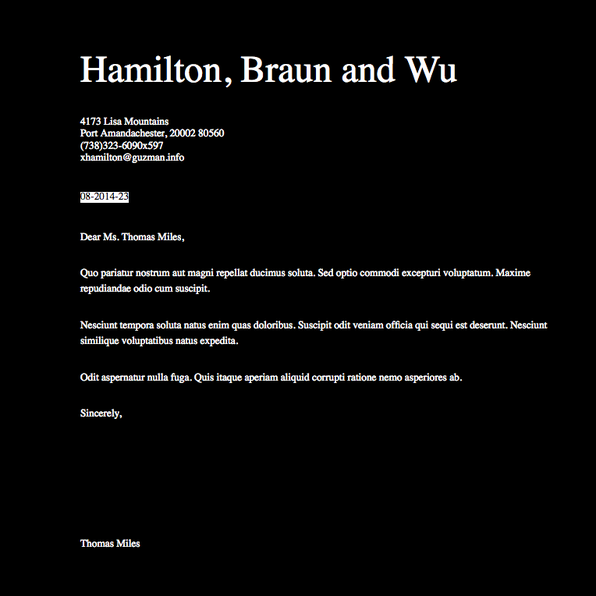 Hamilton, Braun and Wu
4173 Lisa Mountains
Port Amandachester, 20002 80560
(738)323-6090x597
xhamilton@guzman.info
08-2014-23
Dear Ms. Thomas Miles,
Quo pariatur nostrum aut magni repellat ducimus soluta. Sed optio commodi excepturi voluptatum. Maxime
repudiandae odio cum suscipit.
Nesciunt tempora soluta natus enim quas doloribus. Suscipit odit veniam officia qui sequi est deserunt. Nesciunt
similique voluptatibus natus expedita.
Odit aspernatur nulla fuga. Quis itaque aperiam aliquid corrupti ratione nemo asperiores ab.
Sincerely,
Thomas Miles